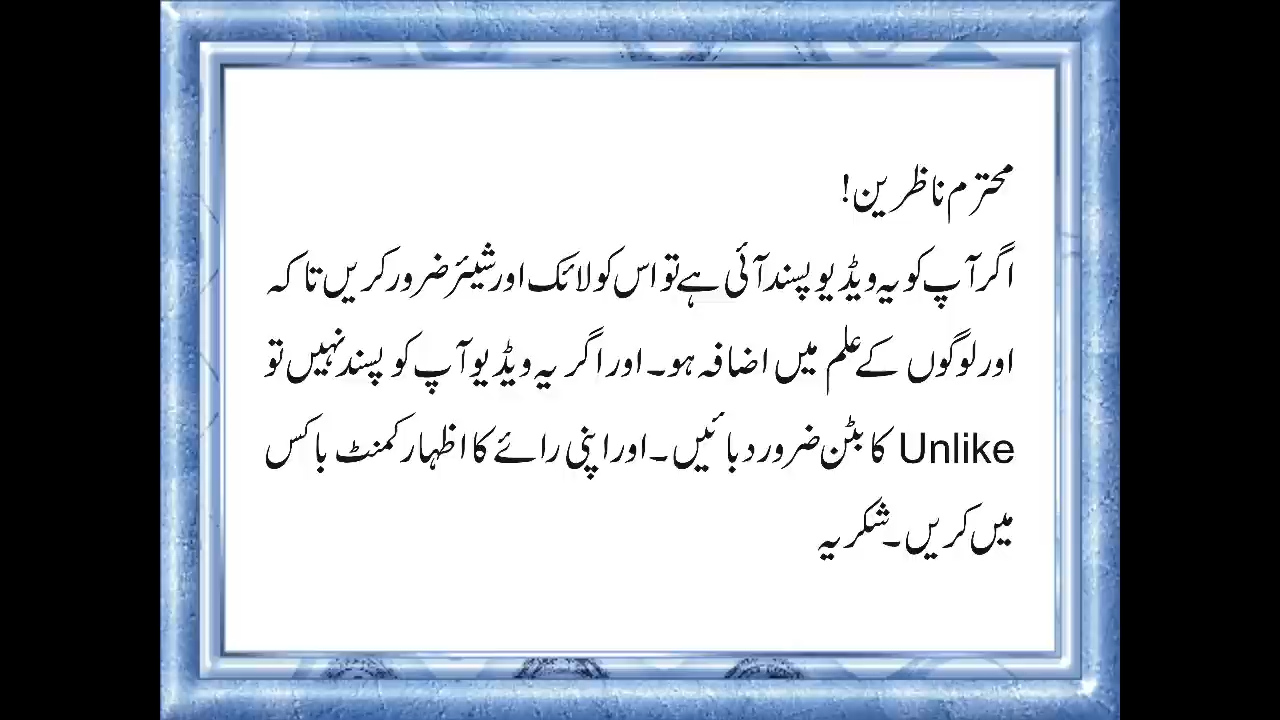 محترم ناظرین!
اگر آپ کو یہ ویڈیو پسند آئی ہے تو اس کو لائک اور شیئر ضرور کریں تا کہ
اور لوگوں کے علم میں اضافہ ہو۔ اور اگر یہ ویڈیو آپ کو پسند نہیں تو
Unlike کا بٹن ضرور دبائیں۔ اور اپنی رائے کا اظہار کمنٹ باکس
میں کریں۔ شکریہ